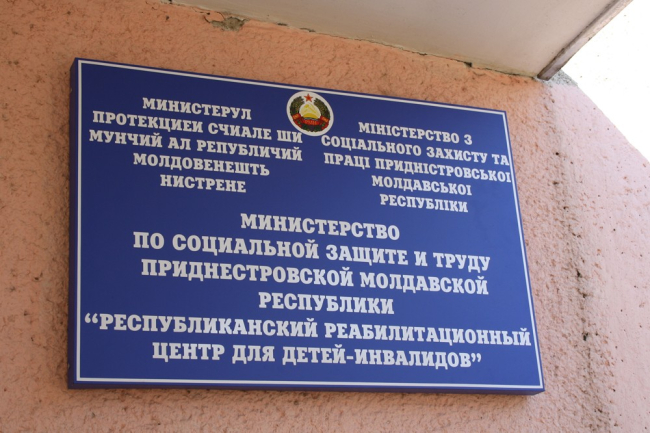 МИНИСТЕРУЛ
ПРОТЕКЦИЕИ СЧИАЛЕ ШИ
МУНЧИЙ АЛ РЕПУБЛИЧИЙ
МОЛДОВЕНЕШТЬ
НИСТРЕНЕ
МІНІСТЕРСТВО З
СОЦІАЛЬНОГО ЗАХИСТУ ТА
ПРАЦІ ПРИДНІСТРОВСЬКОЇ
МОЛДАВСЬКОЇ
РЕСПУБЛІКИ
МИНИСТЕРСТВО
ПО СОЦИАЛЬНОЙ ЗАЩИТЕ И ТРУДУ
ПРИДНЕСТРОВСКОЙ МОЛДАВСКОЙ
РЕСПУБЛИКИ
“РЕСПУБЛИКАНСКИЙ РЕАБИЛИТАЦИОННЫЙ
ЦЕНТР ДЛЯ ДЕТЕЙ-ИНВАЛИДОВ”